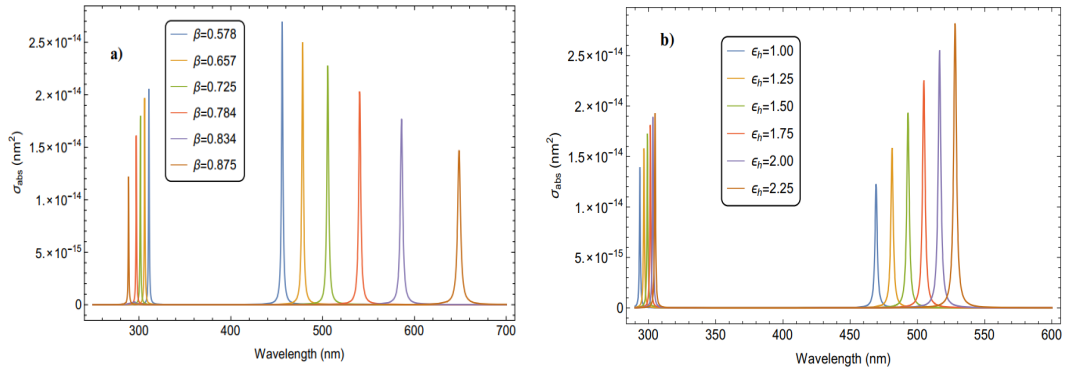 a)
β=0.578
β=0.657
β=0.725
β=0.784
β=0.834
β=0.875
σabs (nm²)
2.5×10⁻¹⁴
2.×10⁻¹⁴
1.5×10⁻¹⁴
1.×10⁻¹⁴
5.×10⁻¹⁵
0
300 400 500 600 700
Wavelength (nm)
b)
ϵh=1.00
ϵh=1.25
ϵh=1.50
ϵh=1.75
ϵh=2.00
ϵh=2.25
σabs (nm²)
2.5×10⁻¹⁴
2.×10⁻¹⁴
1.5×10⁻¹⁴
1.×10⁻¹⁴
5.×10⁻¹⁵
0
300 350 400 450 500 550 600
Wavelength (nm)